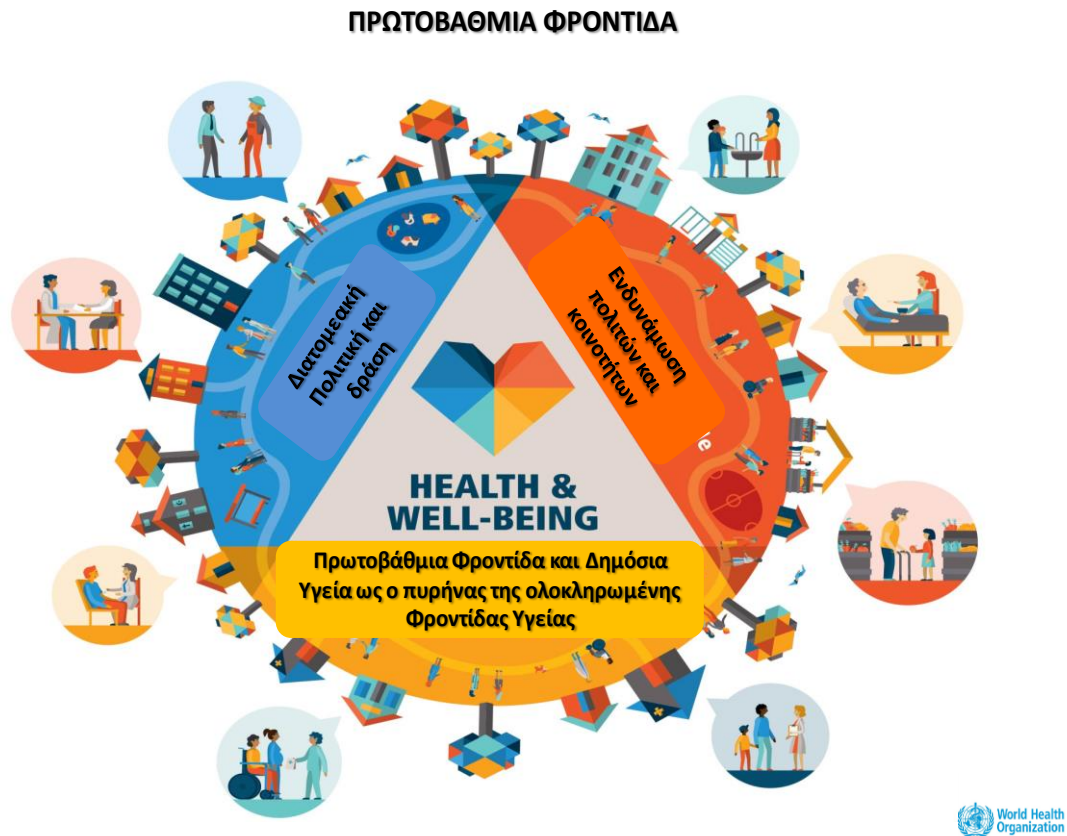 ΠΡΩΤΟΒΑΘΜΙΑ ΦΡΟΝΤΙΔΑ
Διατομεακή
Πολιτική και
δράση
Ενδυνάμωση
πολιτών και
κοινοτήτων
HEALTH &
WELL-BEING
Πρωτοβάθμια Φροντίδα και Δημόσια
Υγεία ως ο πυρήνας της ολοκληρωμένης
Φροντίδας Υγείας
World Health
Organization